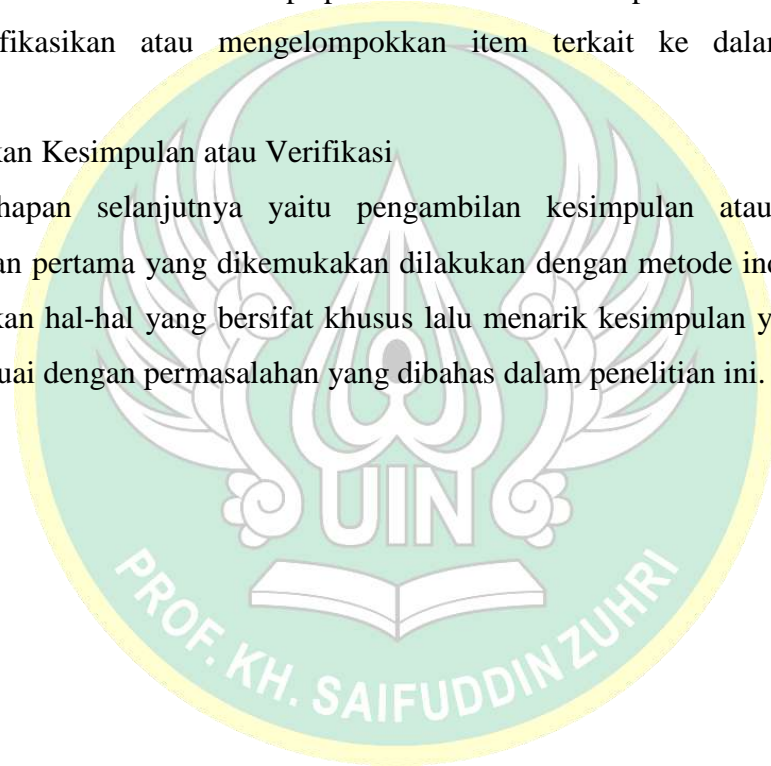 fikasikan atau mengelompokkan item terkait ke dalam
kan Kesimpulan atau Verifikasi
hapan selanjutnya yaitu pengambilan kesimpulan atau
an pertama yang dikemukakan dilakukan dengan metode ind
kan hal-hal yang bersifat khusus lalu menarik kesimpulan y
uai dengan permasalahan yang dibahas dalam penelitian ini.
UIN
PROF. KH. SAIFUDDIN ZUHRI